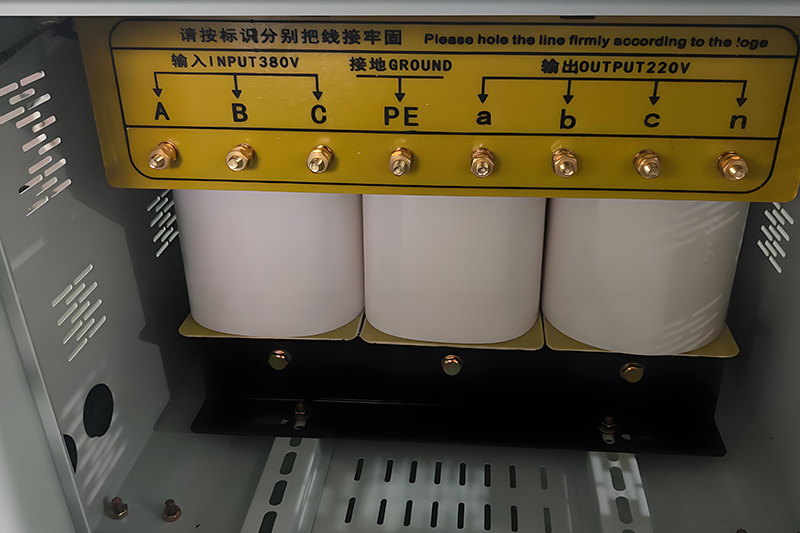 请按标识分别把线接牢固 Please hole the line firmly according to the loge
输入INPUT380V 接地GROUND 输出OUTPUT220V
A B C PE a b c n